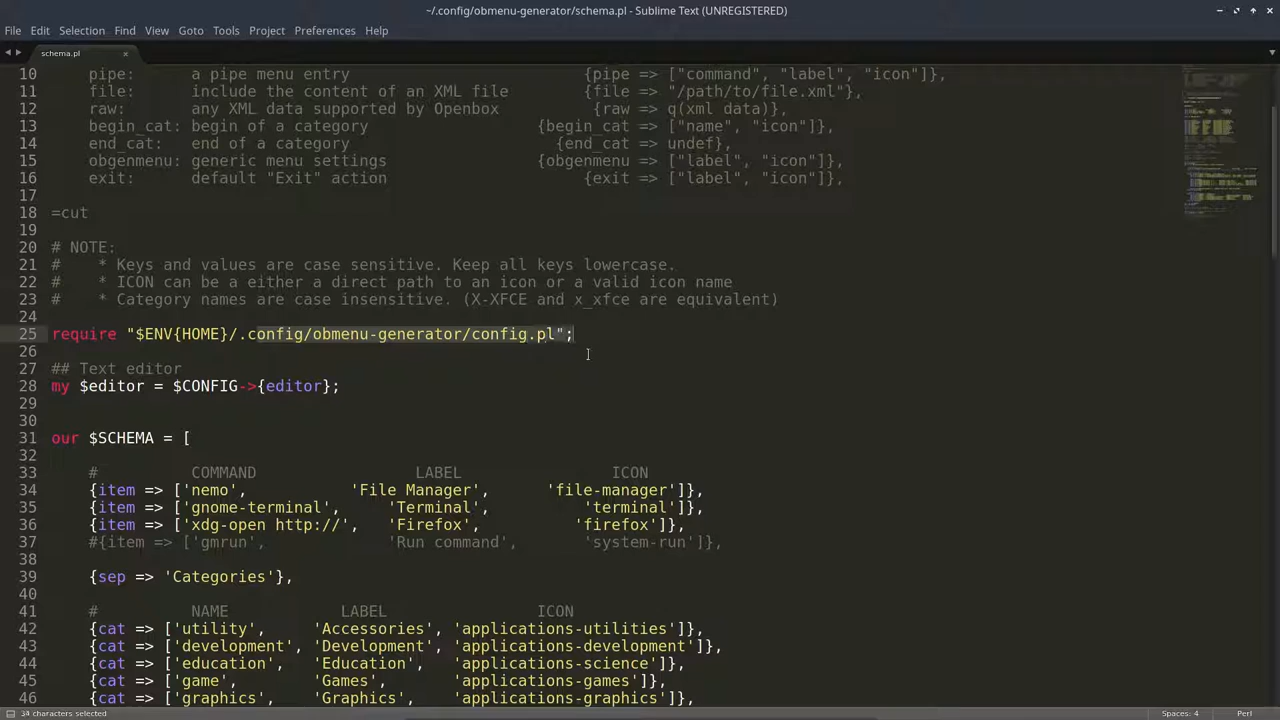 ~/.config/obmenu-generator/schema.pl - Sublime Text (UNREGISTERED)
File Edit Selection Find View Goto Tools Project Preferences Help
schema.pl
10 pipe: a pipe menu entry {pipe => ["command", "label", "icon"]},
11 file: include the content of an XML file {file => "/path/to/file.xml"},
12 raw: any XML data supported by Openbox {raw => q(xml data)},
13 begin_cat: begin of a category {begin_cat => ["name", "icon"]},
14 end_cat: end of a category {end_cat => undef},
15 obgenmenu: generic menu settings {obgenmenu => ["label", "icon"]},
16 exit: default "Exit" action {exit => ["label", "icon"]},
17
18 =cut
19
20 # NOTE:
21 # * Keys and values are case sensitive. Keep all keys lowercase.
22 # * ICON can be a either a direct path to an icon or a valid icon name
23 # * Category names are case insensitive. (X-XFCE and x_xfce are equivalent)
24
25 require "$ENV{HOME}/.config/obmenu-generator/config.pl";
26
27 ## Text editor
28 my $editor = $CONFIG->{editor};
29
30
31 our $SCHEMA = [
32
33 # COMMAND LABEL ICON
34 {item => ['nemo', 'File Manager', 'file-manager']},
35 {item => ['gnome-terminal', 'Terminal', 'terminal']},
36 {item => ['xdg-open http://', 'Firefox', 'firefox']},
37 #{item => ['gmrun', 'Run command', 'system-run']},
38
39 {sep => 'Categories'},
40
41 # NAME LABEL ICON
42 {cat => ['utility', 'Accessories', 'applications-utilities']},
43 {cat => ['development', 'Development', 'applications-development']},
44 {cat => ['education', 'Education', 'applications-science']},
45 {cat => ['game', 'Games', 'applications-games']},
46 {cat => ['graphics', 'Graphics', 'applications-graphics']},
34 characters selected Spaces: 4 Perl